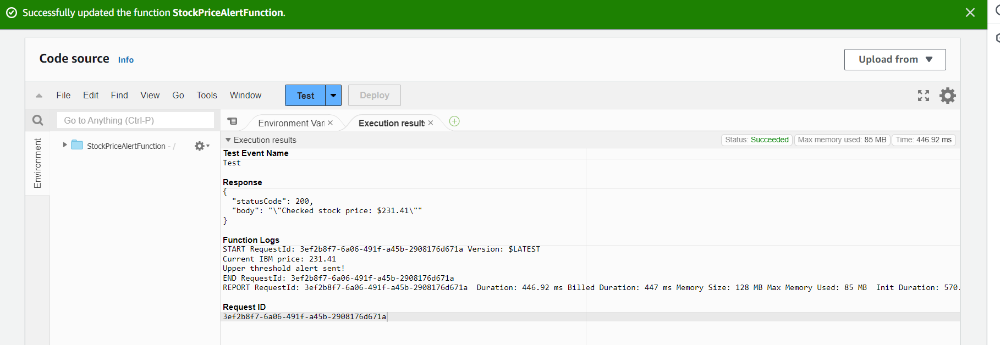 Successfully updated the function StockPriceAlertFunction.
Code source Info
Upload from
File Edit Find View Go Tools Window Test Deploy
Go to Anything (Ctrl-P)
Environment Vari Execution results
Environment
StockPriceAlertFunction - /
Execution results Status: Succeeded Max memory used: 85 MB Time: 446.92 ms
Test Event Name
Test
Response
{
"statusCode": 200,
"body": "\"Checked stock price: $231.41\""
}
Function Logs
START RequestId: 3ef2b8f7-6a06-491f-a45b-2908176d671a Version: $LATEST
Current IBM price: 231.41
Upper threshold alert sent!
END RequestId: 3ef2b8f7-6a06-491f-a45b-2908176d671a
REPORT RequestId: 3ef2b8f7-6a06-491f-a45b-2908176d671a Duration: 446.92 ms Billed Duration: 447 ms Memory Size: 128 MB Max Memory Used: 85 MB Init Duration: 570.
Request ID
3ef2b8f7-6a06-491f-a45b-2908176d671a